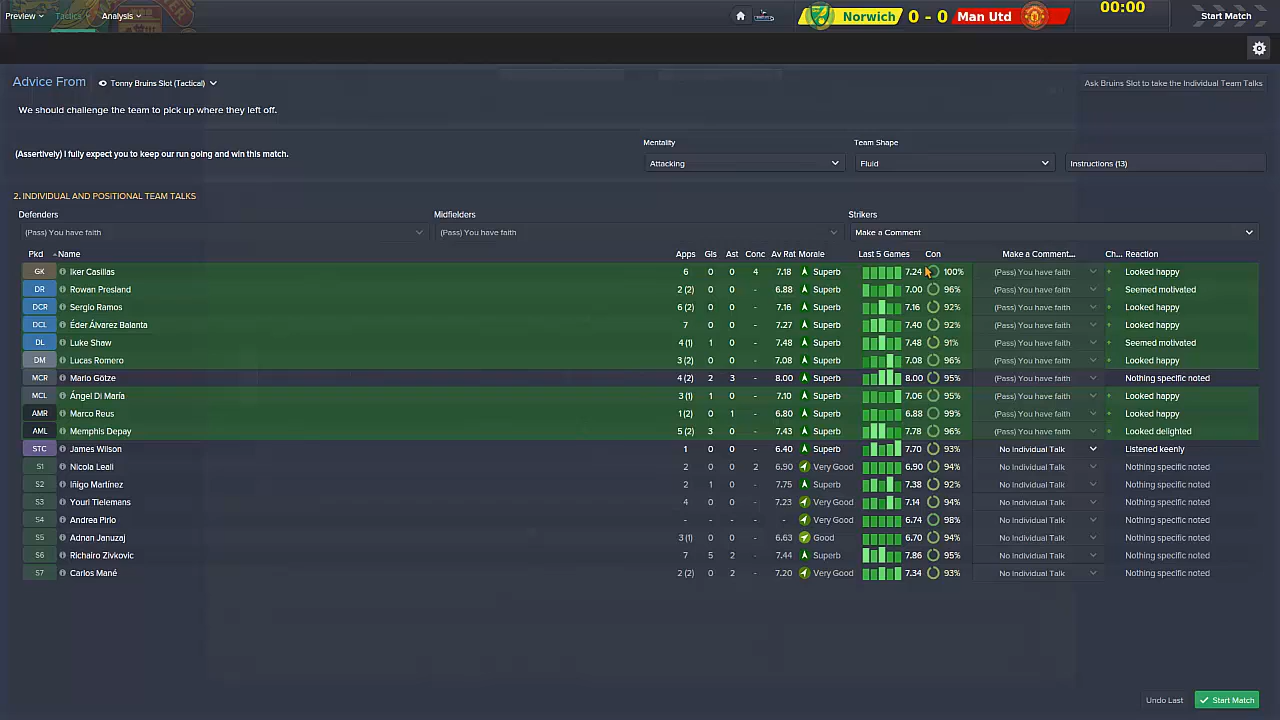 Preview Tactics Analysis Norwich 0 - 0 Man Utd 00:00 Start Match
Advice From Tonny Bruins Slot (Tactical) Ask Bruins Slot to take the Individual Team Talks
We should challenge the team to pick up where they left off.
Mentality Team Shape
(Assertively) I fully expect you to keep our run going and win this match.
Attacking Fluid Instructions (13)
2. INDIVIDUAL AND POSITIONAL TEAM TALKS
Defenders Midfielders Strikers
(Pass) You have faith (Pass) You have faith Make a Comment
Pkd Name Apps Gls Ast Conc Av Rat Morale Last 5 Games Con Make a Comment... Ch... Reaction
GK Iker Casillas 6 0 0 4 7.18 Superb 7.24 100% (Pass) You have faith + Looked happy
DR Rowan Presland 2 (2) 0 0 - 6.88 Superb 7.00 96% (Pass) You have faith + Seemed motivated
DCR Sergio Ramos 6 (2) 0 0 - 7.16 Superb 7.16 92% (Pass) You have faith + Looked happy
DCL Éder Álvarez Balanta 7 0 0 - 7.27 Superb 7.40 92% (Pass) You have faith + Looked happy
DL Luke Shaw 4 (1) 1 0 - 7.48 Superb 7.48 91% (Pass) You have faith + Seemed motivated
DM Lucas Romero 3 (2) 0 0 - 7.08 Superb 7.08 96% (Pass) You have faith + Looked happy
MCR Mario Götze 4 (2) 2 3 - 8.00 Superb 8.00 95% (Pass) You have faith Nothing specific noted
MCL Ángel Di María 3 (1) 1 0 - 7.10 Superb 7.06 95% (Pass) You have faith + Looked happy
AMR Marco Reus 1 (2) 0 1 - 6.80 Superb 6.88 99% (Pass) You have faith + Looked happy
AML Memphis Depay 5 (2) 3 0 - 7.43 Superb 7.78 96% (Pass) You have faith + Looked delighted
STC James Wilson 1 0 0 - 6.40 Superb 7.70 93% No Individual Talk Listened keenly
S1 Nicola Leali 2 0 0 2 6.90 Very Good 6.90 94% No Individual Talk Nothing specific noted
S2 Iñigo Martínez 2 1 0 - 7.75 Superb 7.38 92% No Individual Talk Nothing specific noted
S3 Youri Tielemans 4 0 0 - 7.23 Very Good 7.14 94% No Individual Talk Nothing specific noted
S4 Andrea Pirlo - - - - - Very Good 6.74 98% No Individual Talk Nothing specific noted
S5 Adnan Januzaj 3 (1) 0 0 - 6.63 Good 6.70 94% No Individual Talk Nothing specific noted
S6 Richairo Zivkovic 7 5 2 - 7.44 Superb 7.86 95% No Individual Talk Nothing specific noted
S7 Carlos Mané 2 (2) 0 2 - 7.20 Very Good 7.34 93% No Individual Talk Nothing specific noted
Undo Last Start Match